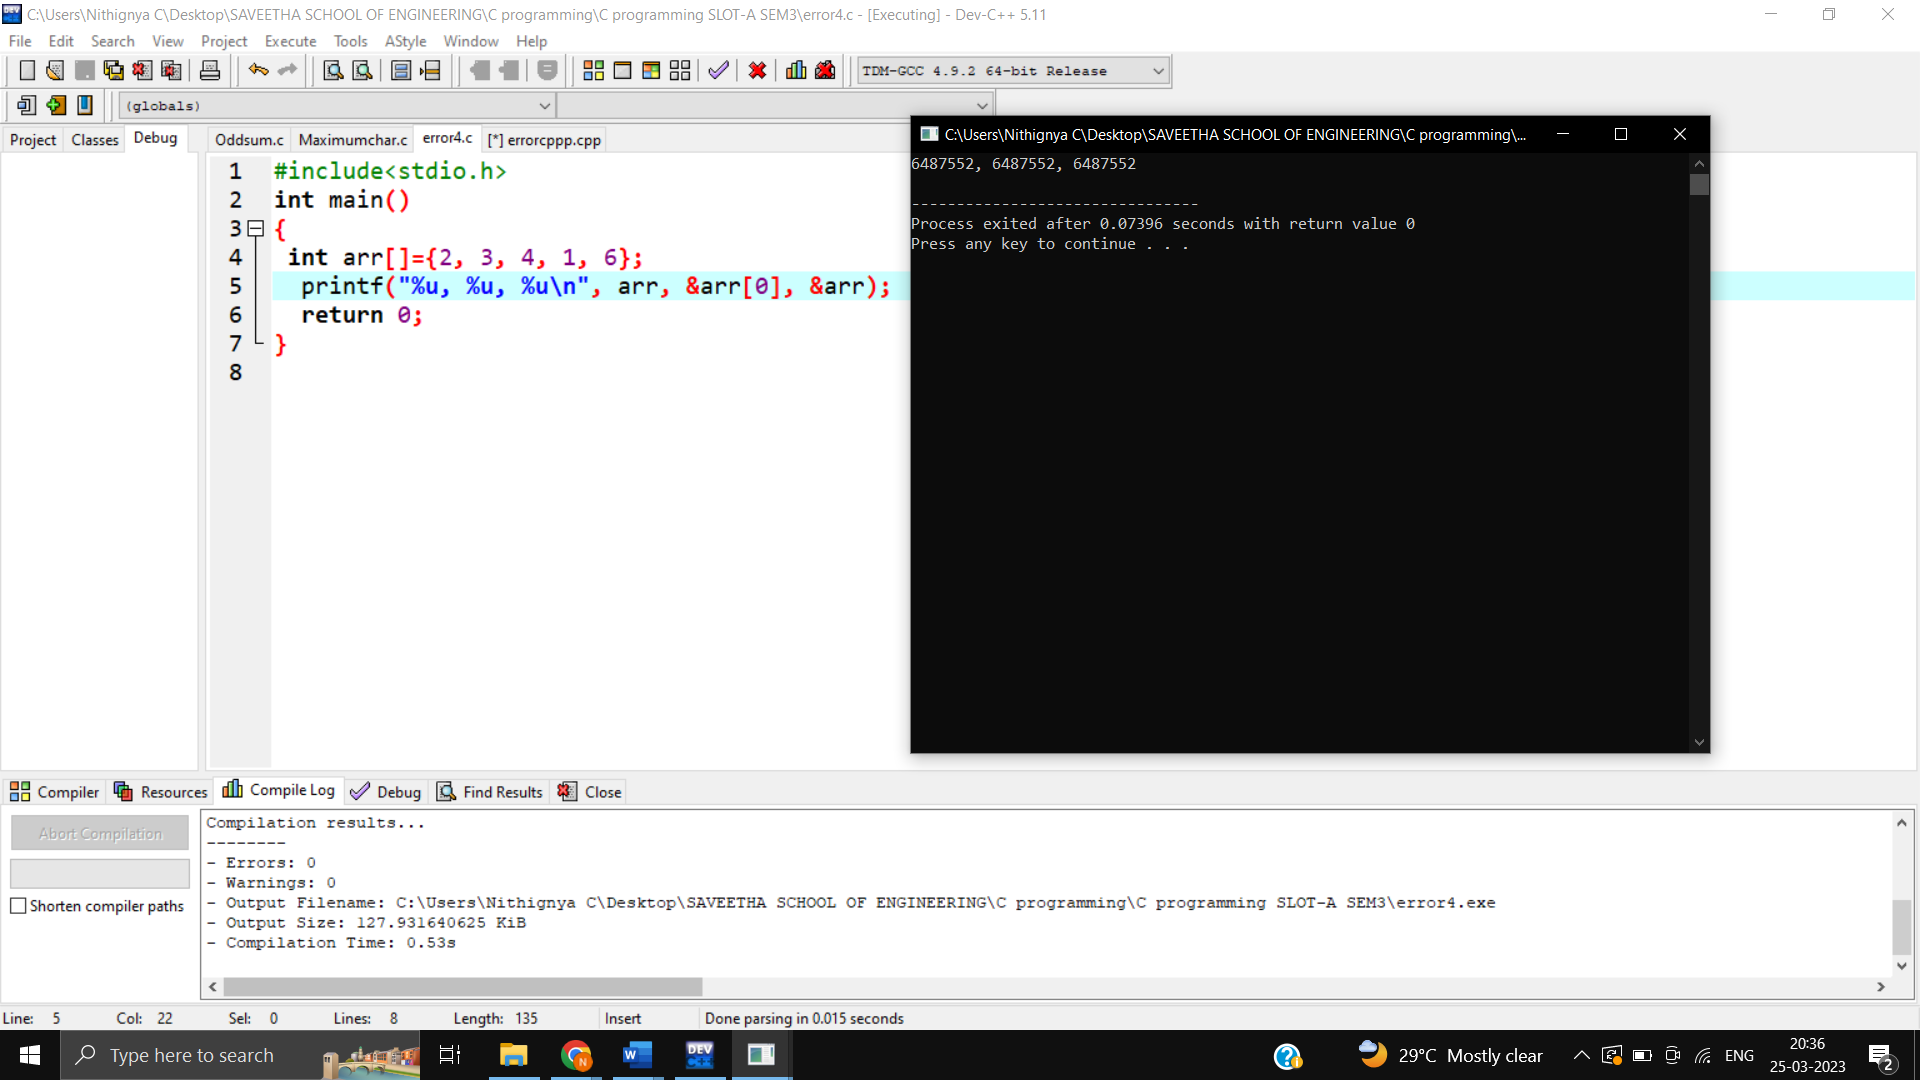 C:\Users\Nithignya C\Desktop\SAVEETHA SCHOOL OF ENGINEERING\C programming\C programming SLOT-A SEM3\error4.c - [Executing] - Dev-C++ 5.11
File Edit Search View Project Execute Tools AStyle Window Help
TDM-GCC 4.9.2 64-bit Release
(globals)
Project Classes Debug
Oddsum.c Maximumchar.c error4.c [*] errorcppp.cpp
1 #include<stdio.h>
2 int main()
3 {
4 int arr[]={2, 3, 4, 1, 6};
5 printf("%u, %u, %u\n", arr, &arr[0], &arr);
6 return 0;
7 }
8
C:\Users\Nithignya C\Desktop\SAVEETHA SCHOOL OF ENGINEERING\C programming\...
6487552, 6487552, 6487552
--------------------------------
Process exited after 0.07396 seconds with return value 0
Press any key to continue . . .
Compiler Resources Compile Log Debug Find Results Close
Abort Compilation
Shorten compiler paths
Compilation results...
--------
- Errors: 0
- Warnings: 0
- Output Filename: C:\Users\Nithignya C\Desktop\SAVEETHA SCHOOL OF ENGINEERING\C programming\C programming SLOT-A SEM3\error4.exe
- Output Size: 127.931640625 KiB
- Compilation Time: 0.53s
Line: 5 Col: 22 Sel: 0 Lines: 8 Length: 135 Insert Done parsing in 0.015 seconds
Type here to search
DEV
29°C Mostly clear
ENG
20:36
25-03-2023
2